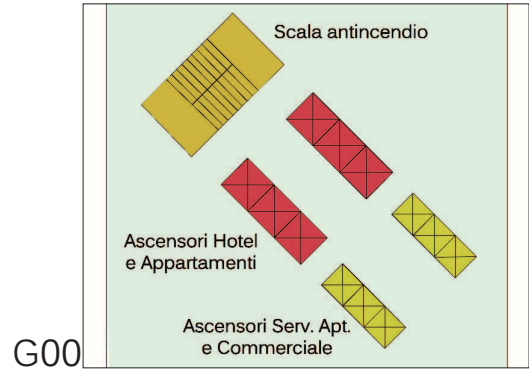 Scala antincendio
Ascensori Hotel
e Appartamenti
Ascensori Serv. Apt.
e Commerciale
G00